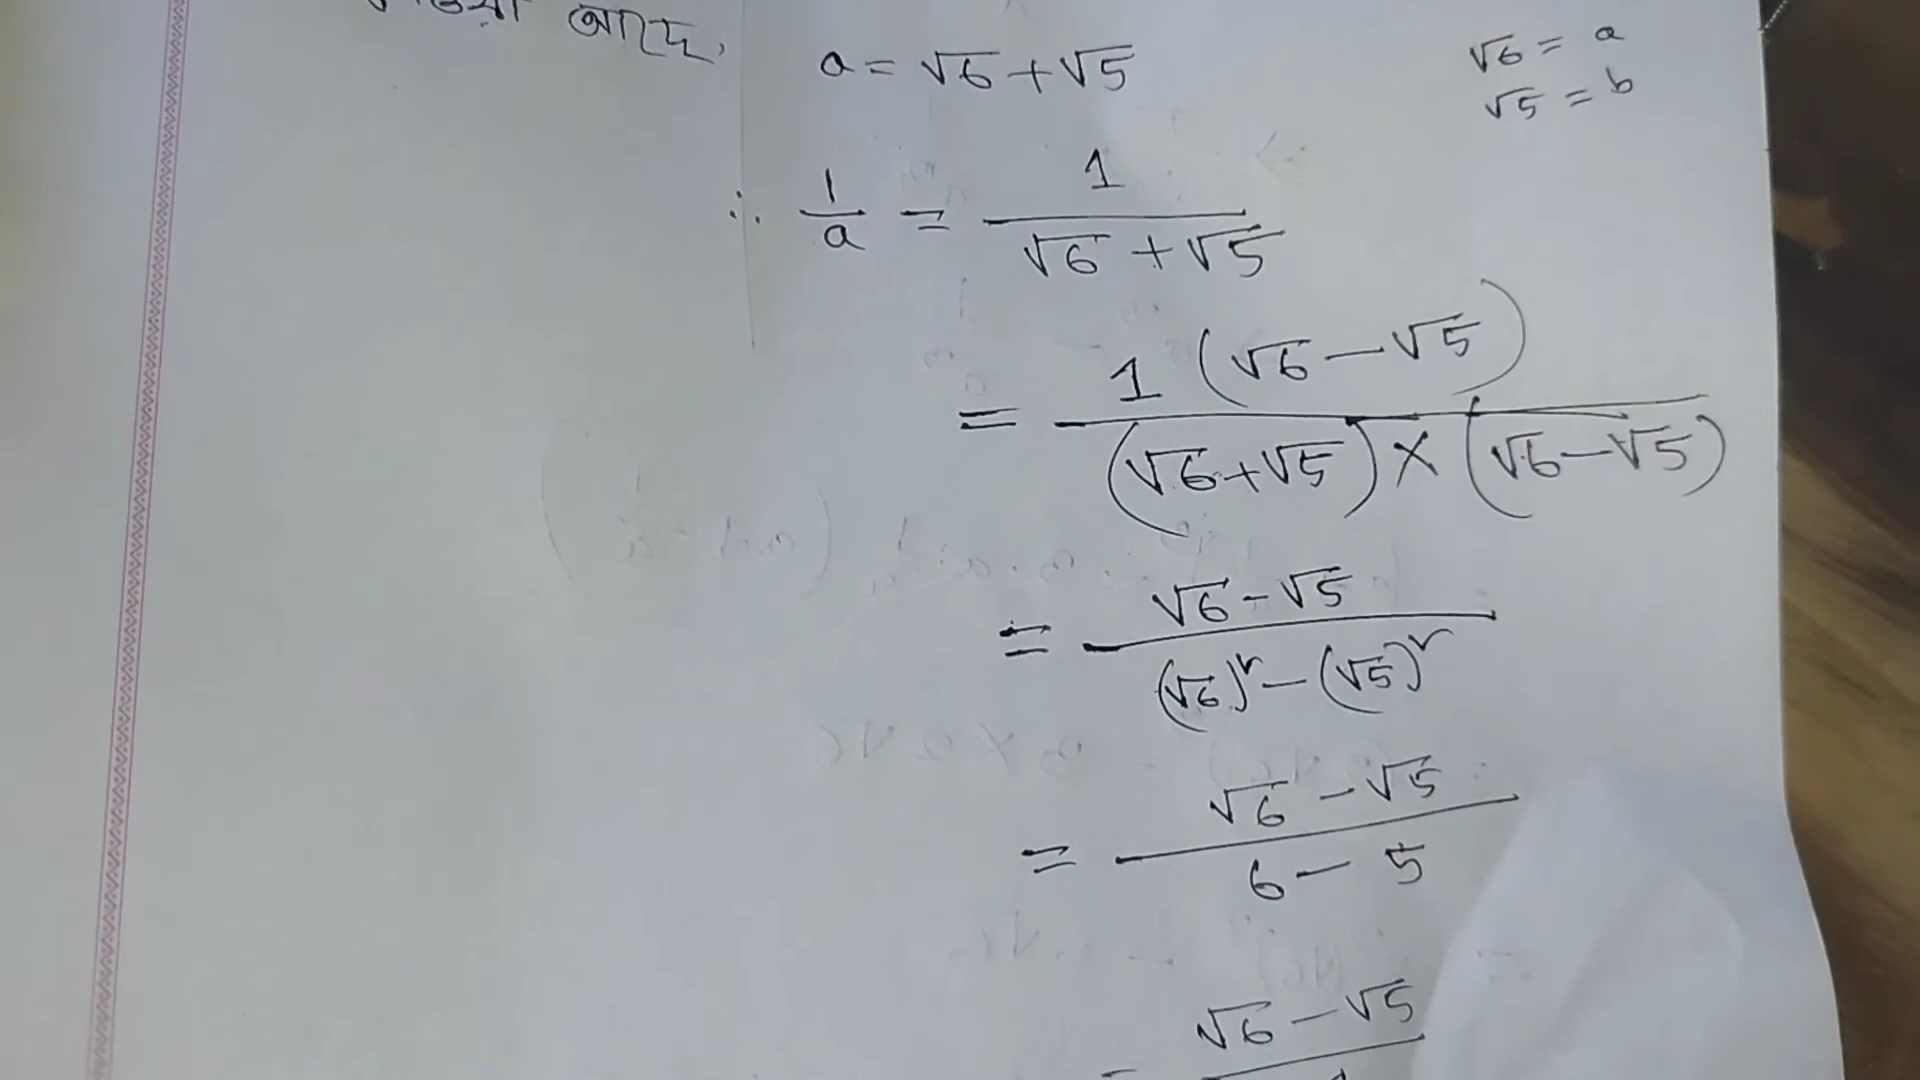 আছে,
a = √6 + √5
√6 = a
√5 = b
∴ 1/a = 1/(√6 + √5)
= 1 (√6 − √5)/((√6+√5) × (√6−√5))
= (√6 − √5)/((√6)² − (√5)²)
= (√6 − √5)/(6 − 5)
= √6 − √5